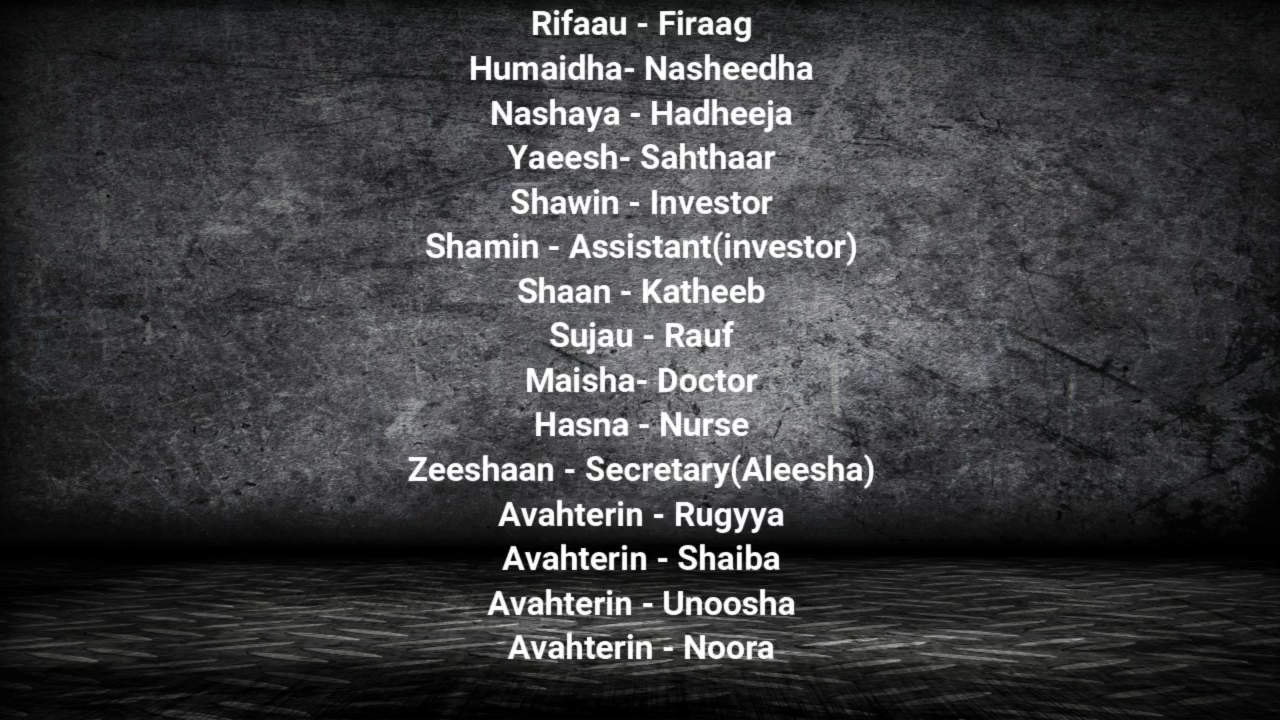 Rifaau - Firaag
Humaidha- Nasheedha
Nashaya - Hadheeja
Yaeesh- Sahthaar
Shawin - Investor
Shamin - Assistant(investor)
Shaan - Katheeb
Sujau - Rauf
Maisha- Doctor
Hasna - Nurse
Zeeshaan - Secretary(Aleesha)
Avahterin - Rugyya
Avahterin - Shaiba
Avahterin - Unoosha
Avahterin - Noora